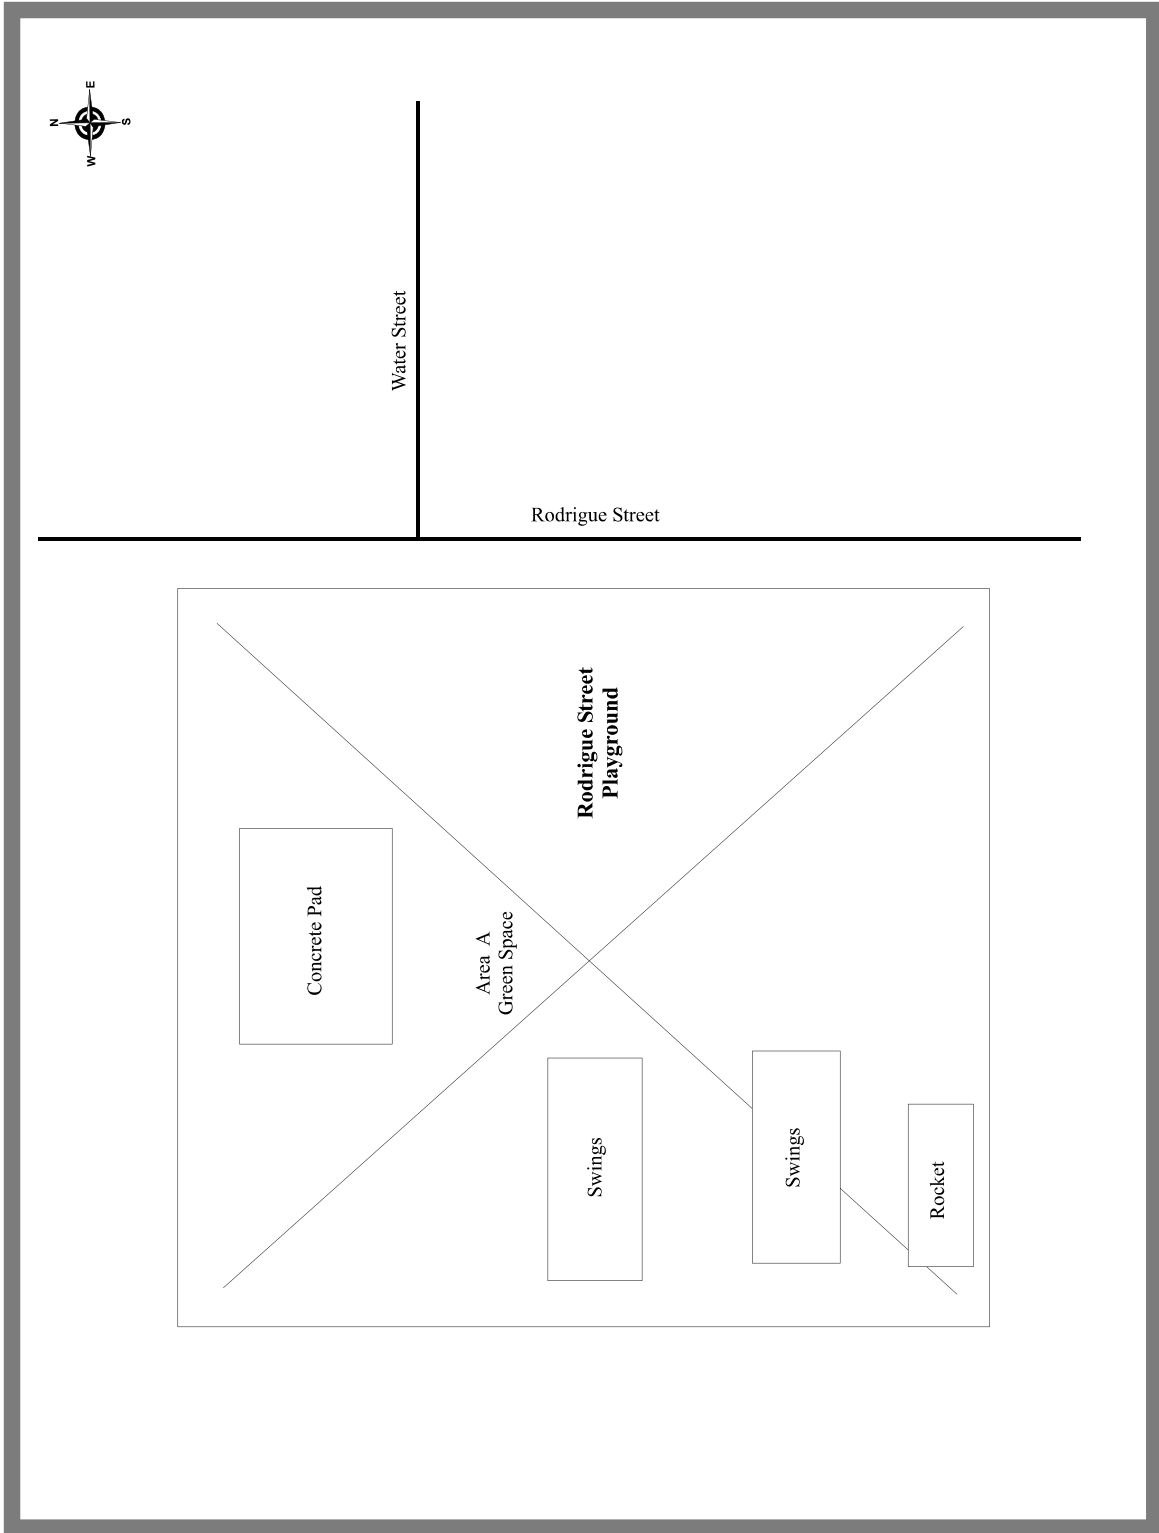 E
N
S
W
Water Street
Rodrigue Street
Rodrigue Street
Playground
Concrete Pad
Area A
Green Space
Swings
Swings
Rocket